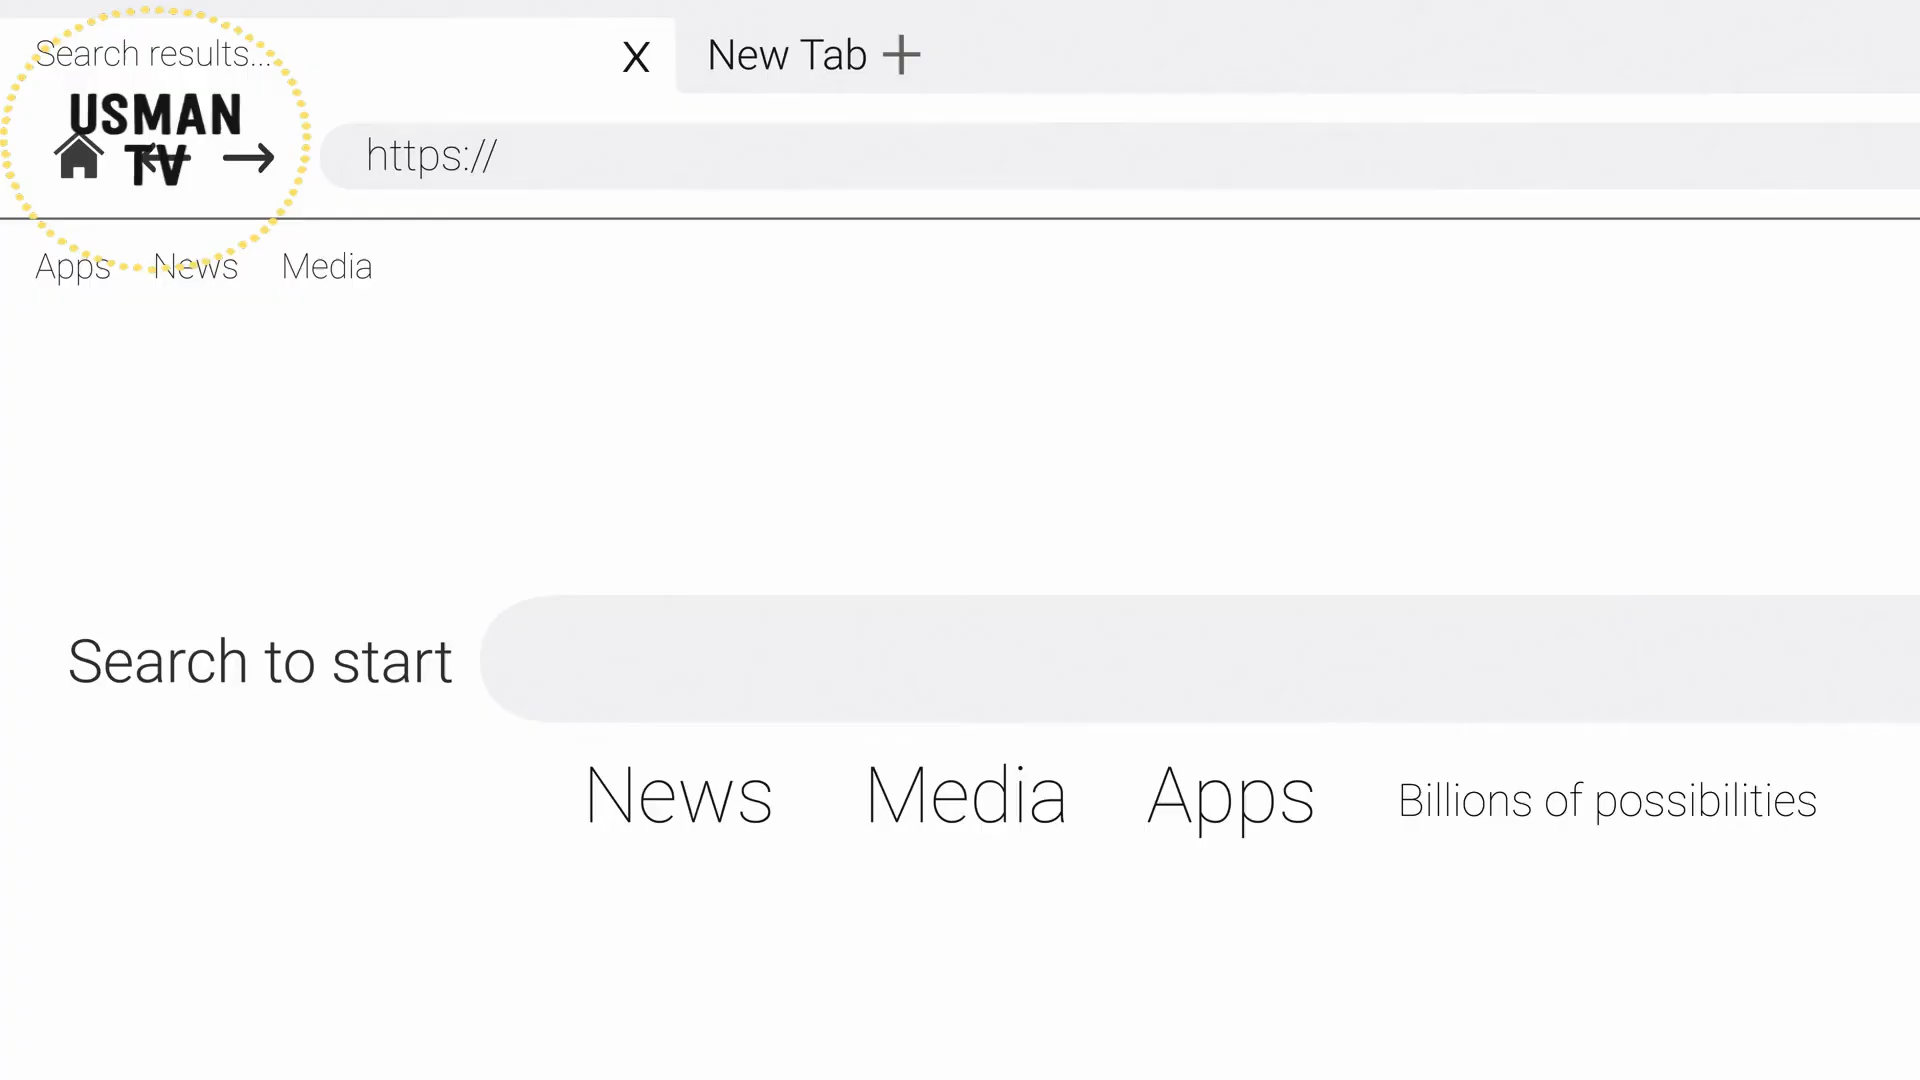 Search results...
X
New Tab
USMAN
TV
https://
Apps News Media
Search to start
News Media Apps Billions of possibilities